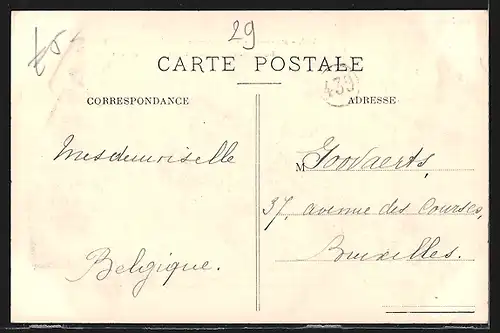 29
CARTE POSTALE
439
CORRESPONDANCE
ADRESSE
Mesdemoiselle
M Goovaerts,
37, avenue des Courses,
Bruxelles.
Belgique.